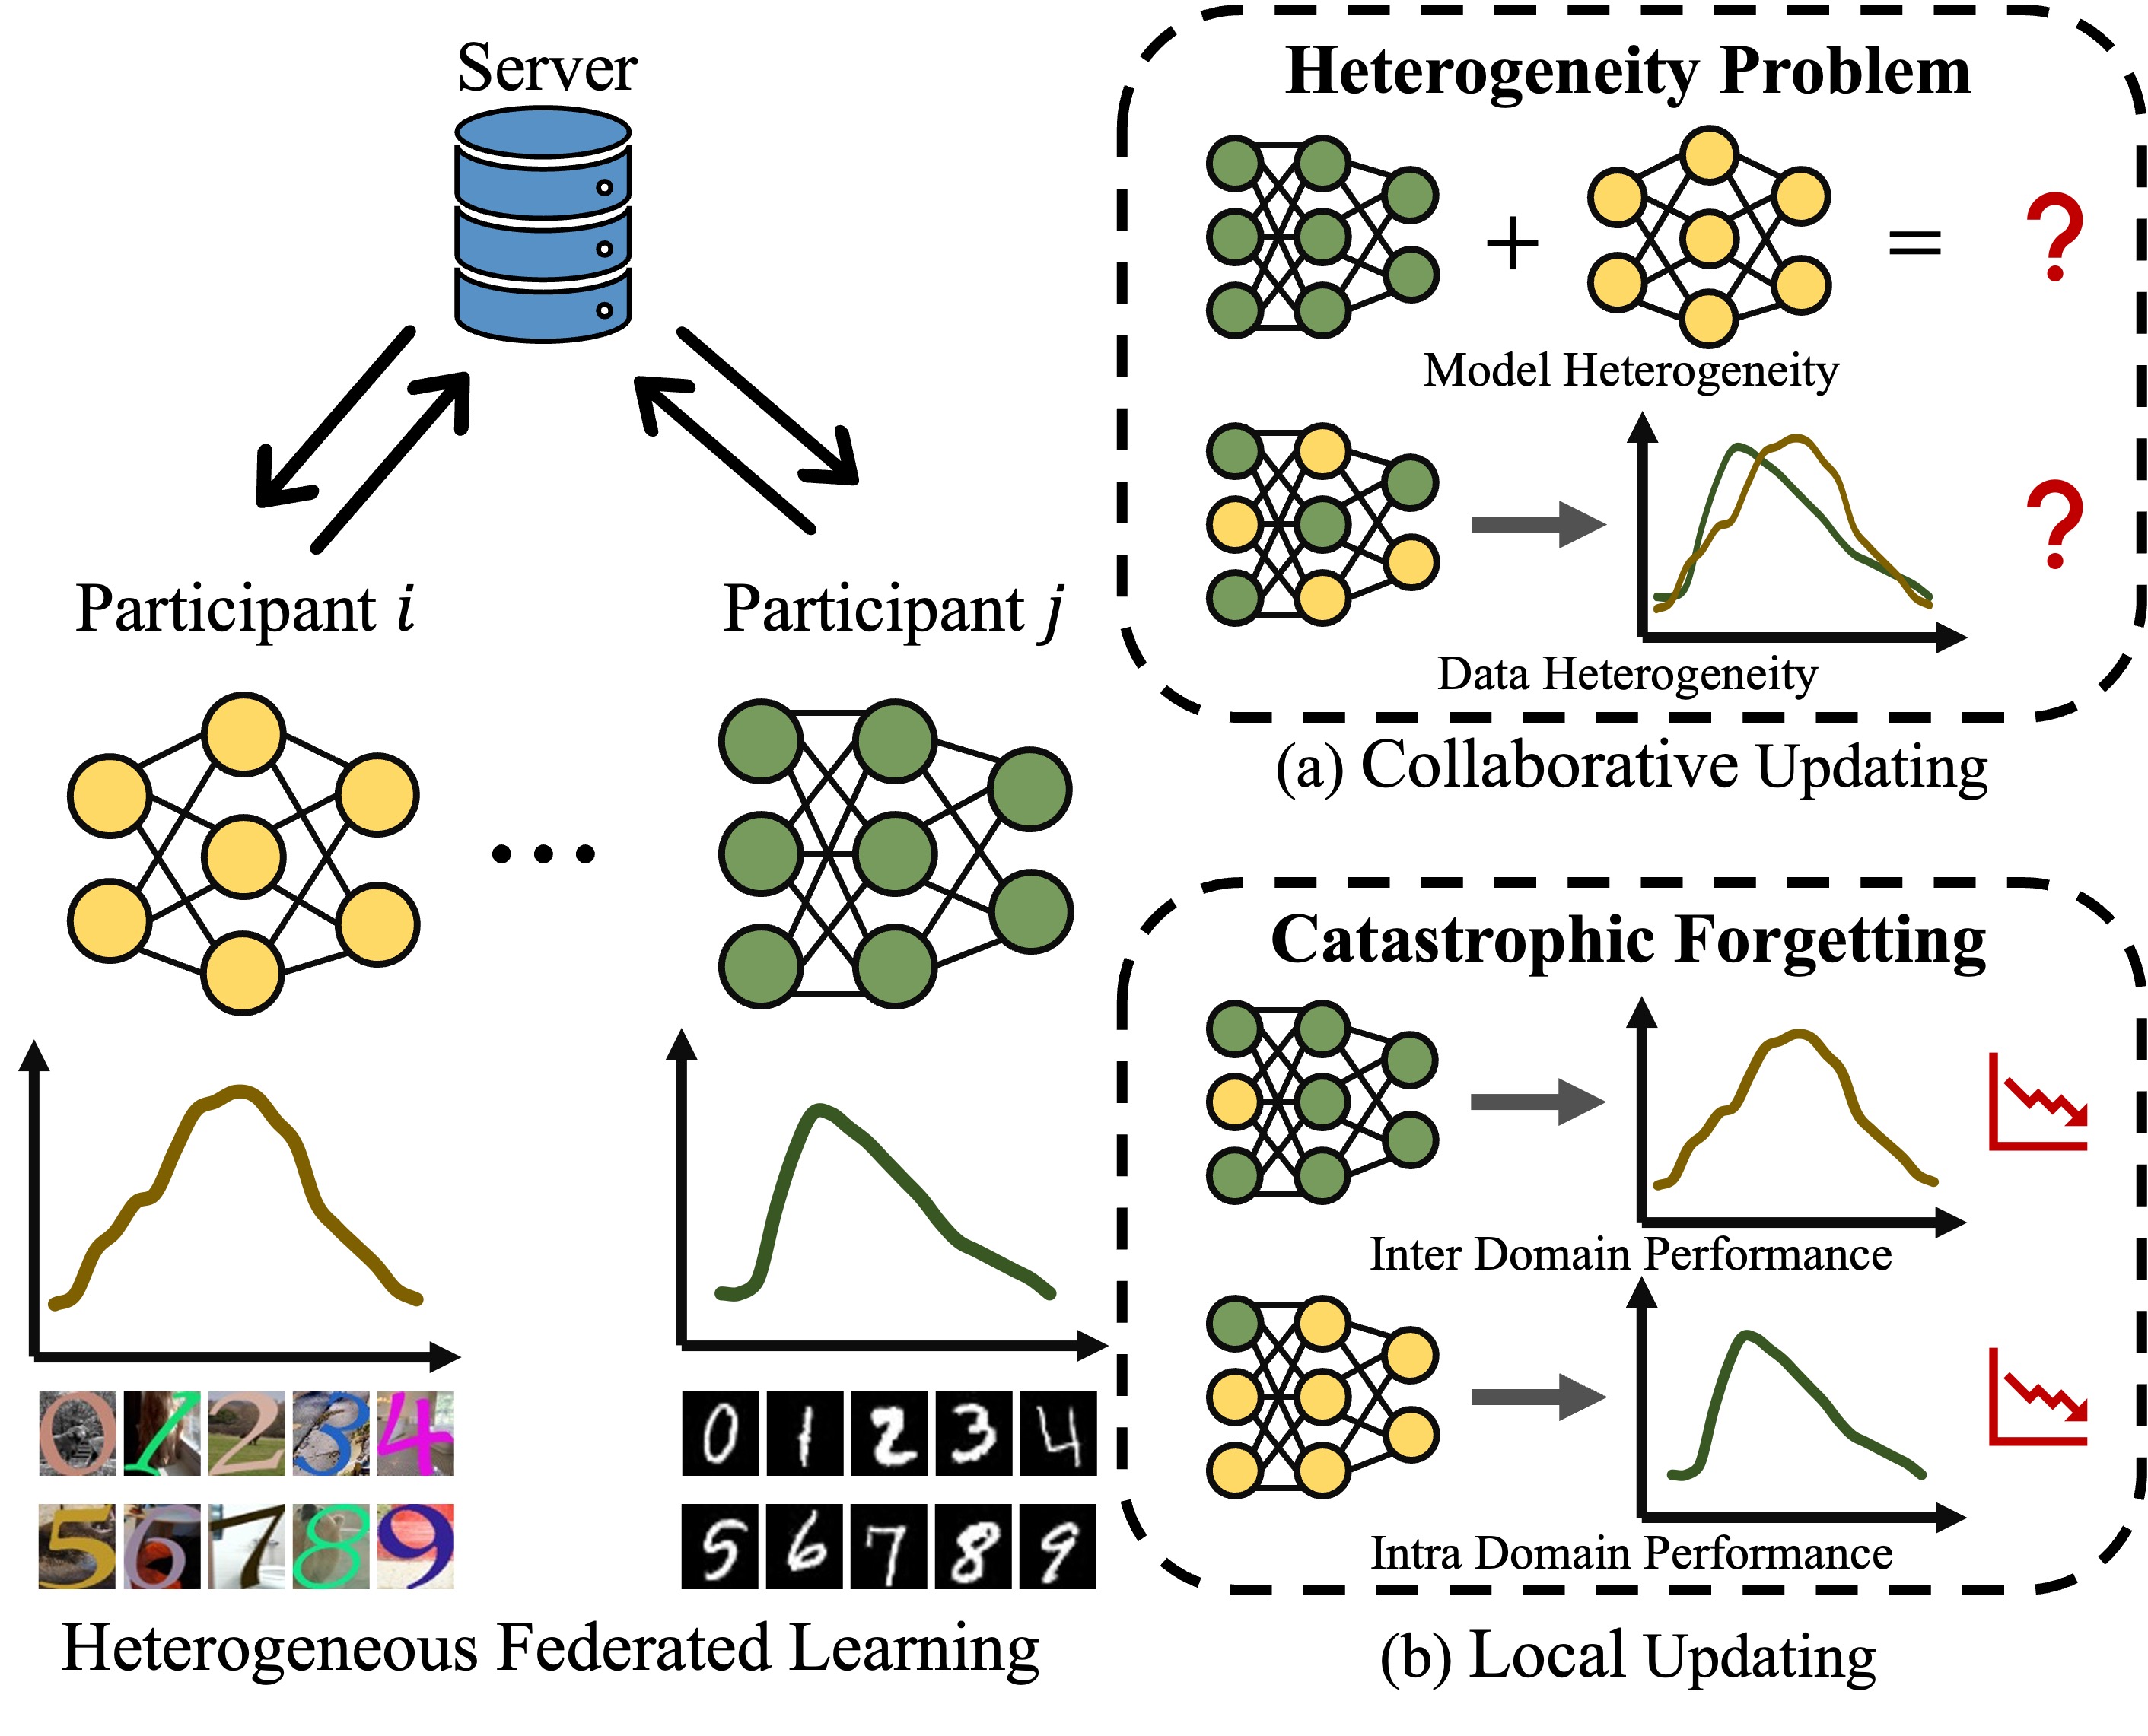 Server
Participant i
Participant j
0 1 2 3 4
5 6 7 8 9
0 1 2 3 4
5 6 7 8 9
Heterogeneous Federated Learning
Heterogeneity Problem
+ = ?
Model Heterogeneity
?
Data Heterogeneity
(a) Collaborative Updating
Catastrophic Forgetting
Inter Domain Performance
Intra Domain Performance
(b) Local Updating